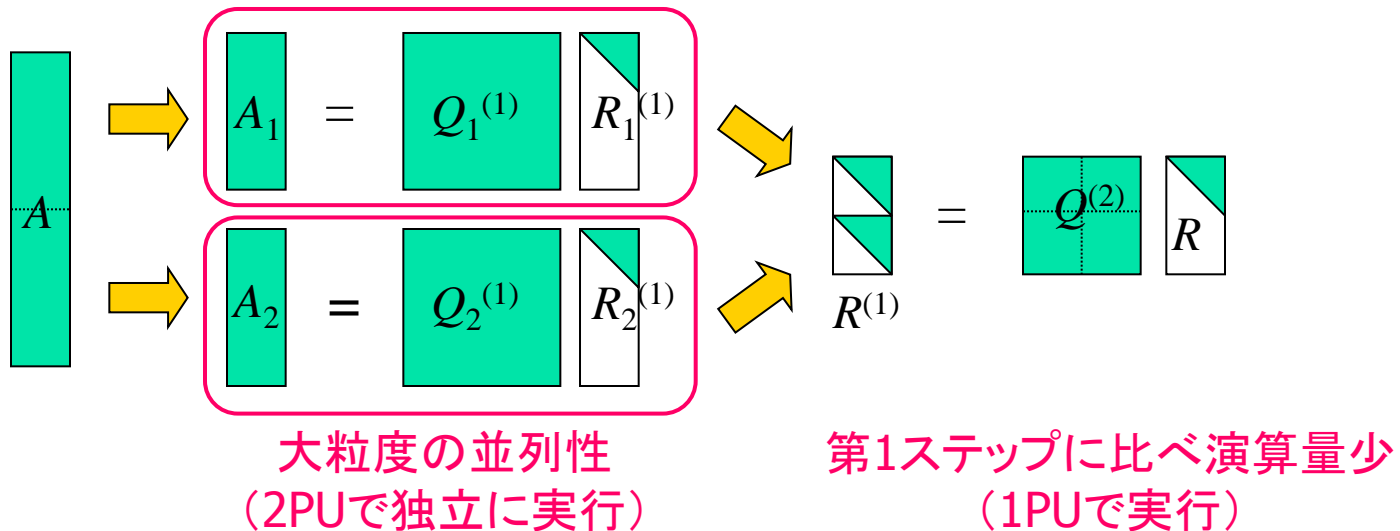 A
A₁ = Q₁⁽¹⁾ R₁⁽¹⁾
A₂ = Q₂⁽¹⁾ R₂⁽¹⁾
R⁽¹⁾ = Q⁽²⁾ R
大粒度の並列性
（2PUで独立に実行）
第1ステップに比べ演算量少
（1PUで実行）